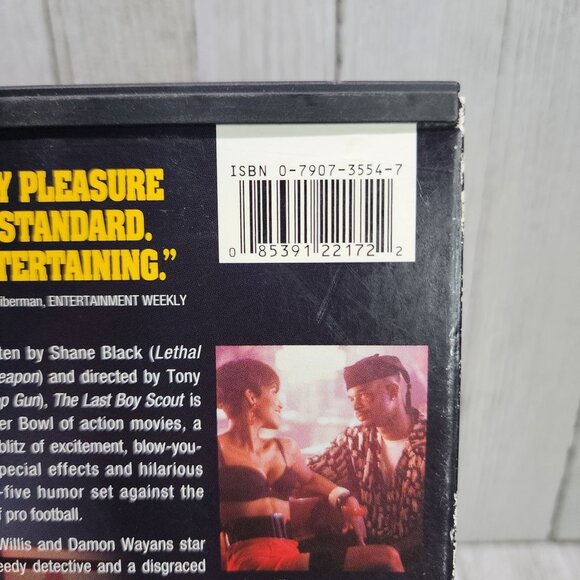 ISBN 0-7907-3554-7
0 85391 22172 2
Y PLEASURE
STANDARD.
TERTAINING.”
iberman, ENTERTAINMENT WEEKLY
ten by Shane Black (Lethal
eapon) and directed by Tony
p Gun), The Last Boy Scout is
er Bowl of action movies, a
blitz of excitement, blow-you-
pecial effects and hilarious
-five humor set against the
f pro football.
Willis and Damon Wayans star
eedy detective and a disgraced